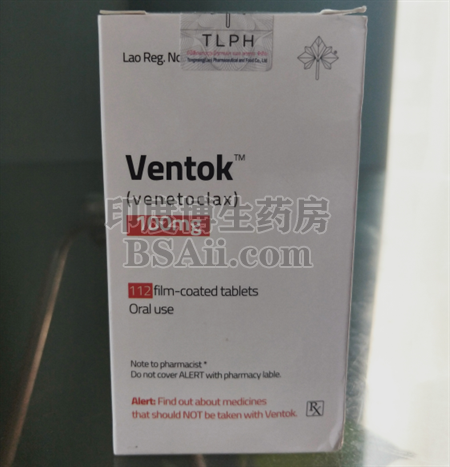 TLPH
Lao Reg. No
Ventok™
(venetoclax)
100mg
印度博生药房
BSAii.com
112 film-coated tablets
Oral use
Note to pharmacist *
Do not cover ALERT with pharmacy lable.
Alert: Find out about medicines
that should NOT be taken with Ventok.
Rx